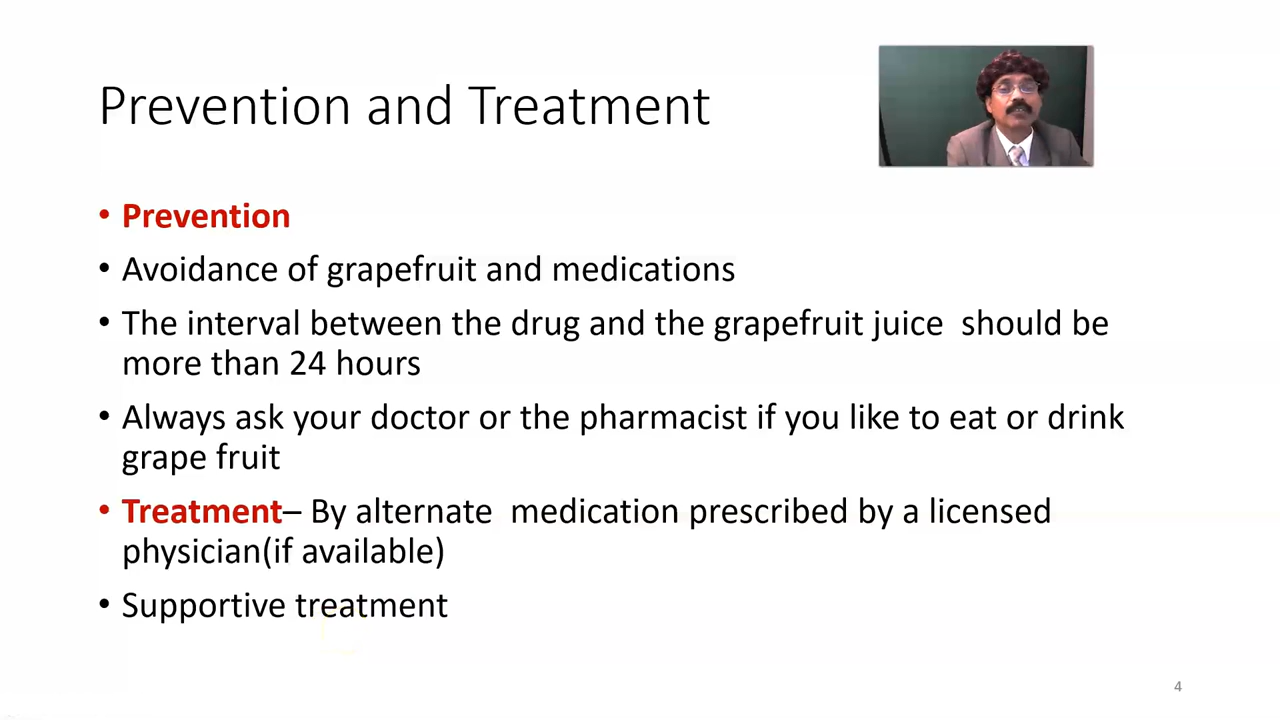 Prevention and Treatment
• Prevention
• Avoidance of grapefruit and medications
• The interval between the drug and the grapefruit juice  should be
more than 24 hours
• Always ask your doctor or the pharmacist if you like to eat or drink
grape fruit
• Treatment– By alternate  medication prescribed by a licensed
physician(if available)
• Supportive treatment
4